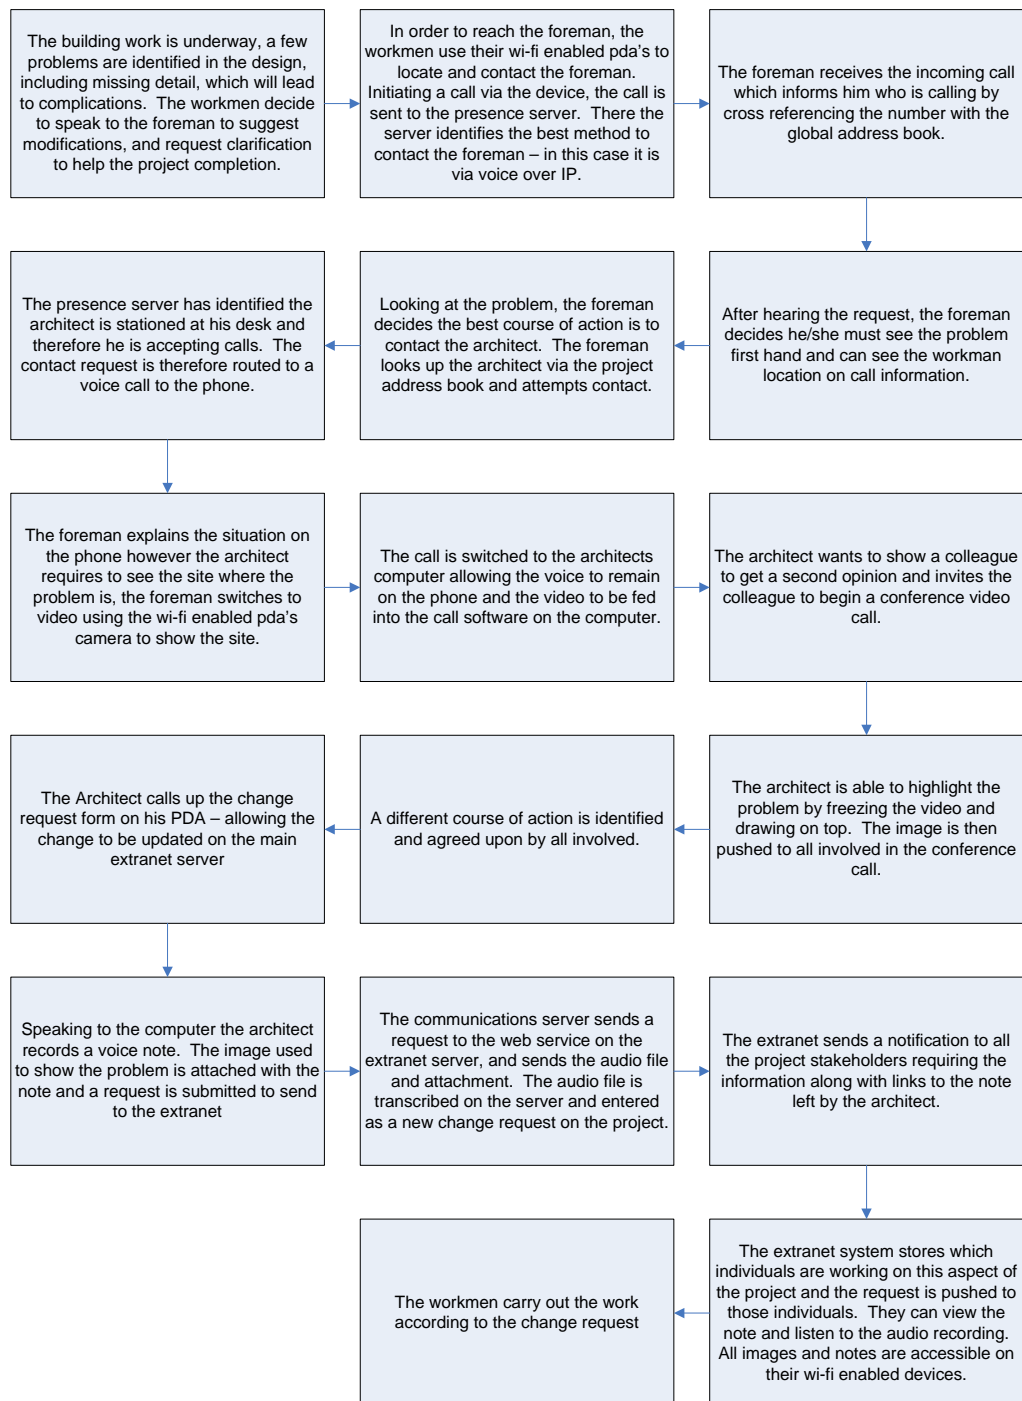 The building work is underway, a few
problems are identified in the design,
including missing detail, which will lead
to complications.  The workmen decide
to speak to the foreman to suggest
modifications, and request clarification
to help the project completion.
In order to reach the foreman, the
workmen use their wi-fi enabled pda's to
locate and contact the foreman.
Initiating a call via the device, the call is
sent to the presence server.  There the
server identifies the best method to
contact the foreman – in this case it is
via voice over IP.
The foreman receives the incoming call
which informs him who is calling by
cross referencing the number with the
global address book.
After hearing the request, the foreman
decides he/she must see the problem
first hand and can see the workman
location on call information.
Looking at the problem, the foreman
decides the best course of action is to
contact the architect.  The foreman
looks up the architect via the project
address book and attempts contact.
The presence server has identified the
architect is stationed at his desk and
therefore he is accepting calls.  The
contact request is therefore routed to a
voice call to the phone.
The foreman explains the situation on
the phone however the architect
requires to see the site where the
problem is, the foreman switches to
video using the wi-fi enabled pda's
camera to show the site.
The call is switched to the architects
computer allowing the voice to remain
on the phone and the video to be fed
into the call software on the computer.
The architect wants to show a colleague
to get a second opinion and invites the
colleague to begin a conference video
call.
The architect is able to highlight the
problem by freezing the video and
drawing on top.  The image is then
pushed to all involved in the conference
call.
A different course of action is identified
and agreed upon by all involved.
The Architect calls up the change
request form on his PDA – allowing the
change to be updated on the main
extranet server
Speaking to the computer the architect
records a voice note.  The image used
to show the problem is attached with the
note and a request is submitted to send
to the extranet
The communications server sends a
request to the web service on the
extranet server, and sends the audio file
and attachment.  The audio file is
transcribed on the server and entered
as a new change request on the project.
The extranet sends a notification to all
the project stakeholders requiring the
information along with links to the note
left by the architect.
The extranet system stores which
individuals are working on this aspect of
the project and the request is pushed to
those individuals.  They can view the
note and listen to the audio recording.
All images and notes are accessible on
their wi-fi enabled devices.
The workmen carry out the work
according to the change request